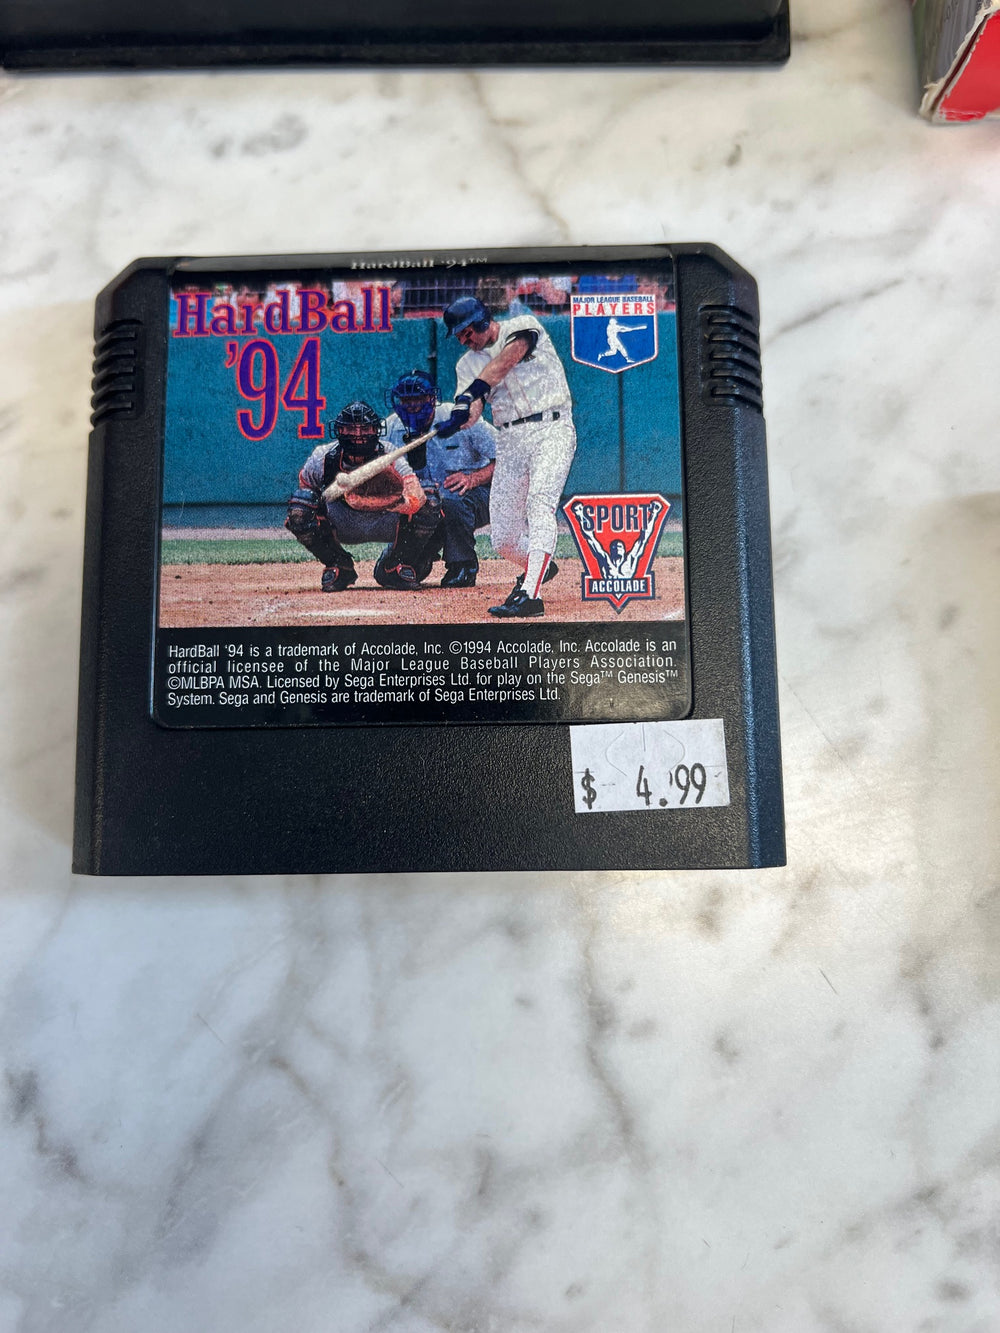 HardBall '94™
HardBall
'94
MAJOR LEAGUE BASEBALL
PLAYERS
SPORT
ACCOLADE
HardBall '94 is a trademark of Accolade, Inc. ©1994 Accolade, Inc. Accolade is an
official licensee of the Major League Baseball Players Association.
©MLBPA MSA. Licensed by Sega Enterprises Ltd. for play on the Sega™ Genesis™
System. Sega and Genesis are trademark of Sega Enterprises Ltd.
$ 4.99